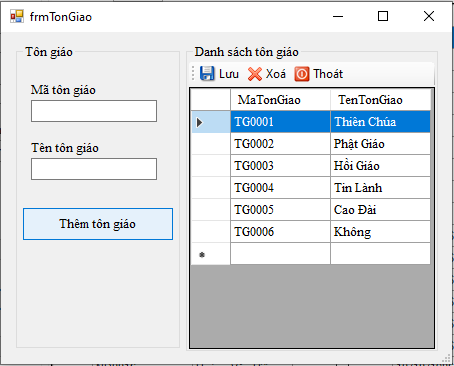 frmTonGiao
Tôn giáo
Mã tôn giáo
Tên tôn giáo
Thêm tôn giáo
Danh sách tôn giáo
Lưu Xoá Thoát
MaTonGiao TenTonGiao
TG0001 Thiên Chúa
TG0002 Phật Giáo
TG0003 Hồi Giáo
TG0004 Tin Lành
TG0005 Cao Đài
TG0006 Không